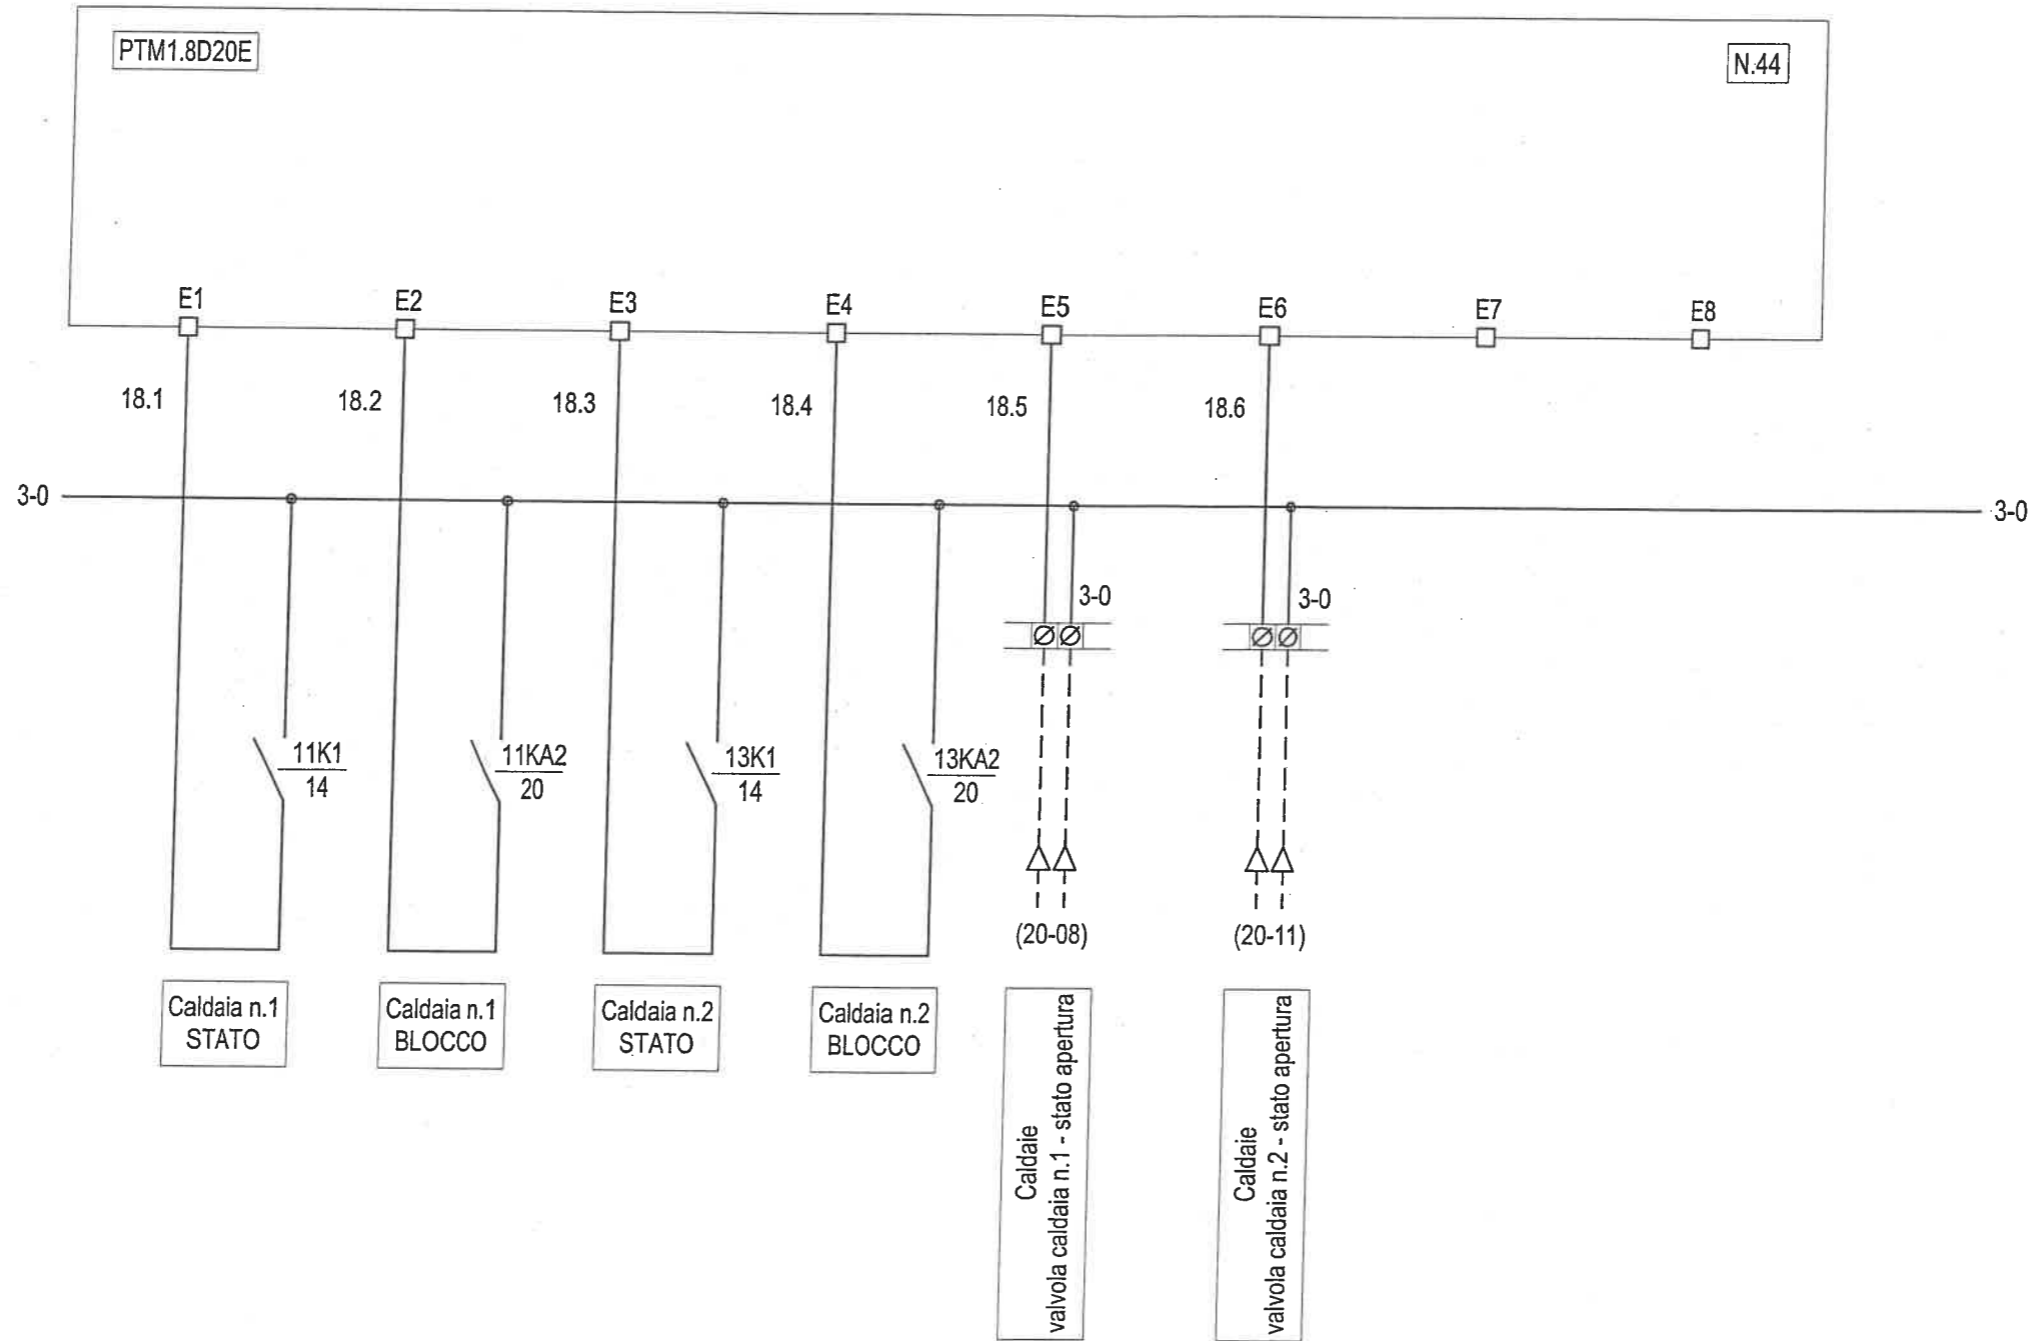 PTM1.8D20E
N.44
E1
E2
E3
E4
E5
E6
E7
E8
18.1
18.2
18.3
18.4
18.5
18.6
3-0
3-0
3-0
3-0
11K1
14
11KA2
20
13K1
14
13KA2
20
(20-08)
(20-11)
Caldaia n.1
STATO
Caldaia n.1
BLOCCO
Caldaia n.2
STATO
Caldaia n.2
BLOCCO
Caldaie
valvola caldaia n.1 - stato apertura
Caldaie
valvola caldaia n.2 - stato apertura